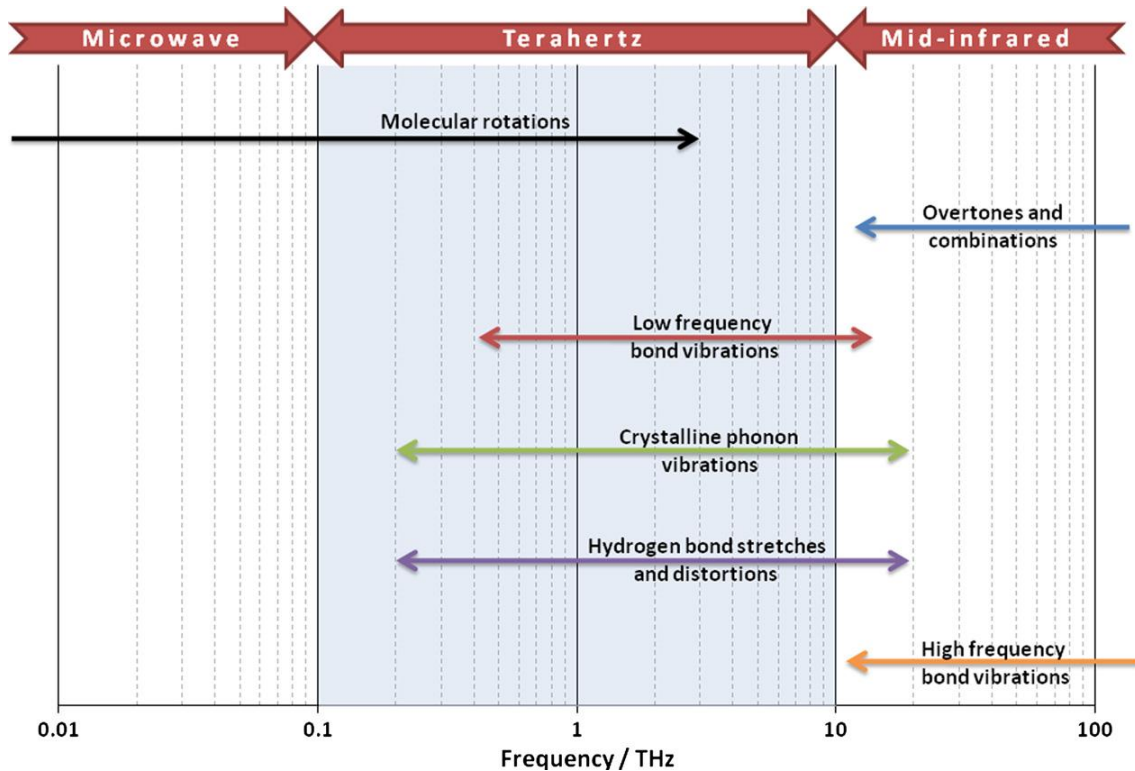 Microwave
Terahertz
Mid-infrared
Molecular rotations
Overtones and
combinations
Low frequency
bond vibrations
Crystalline phonon
vibrations
Hydrogen bond stretches
and distortions
High frequency
bond vibrations
0.01
0.1
1
10
100
Frequency / THz